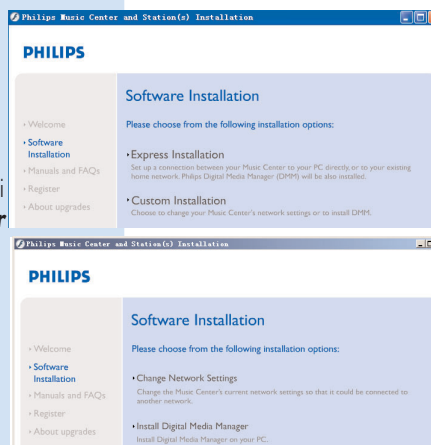 Philips Music Center and Station(s) Installation
PHILIPS
Software Installation
Please choose from the following installation options:
Welcome
Software
Installation
Manuals and FAQs
Register
About upgrades
Express Installation
Set up a connection between your Music Center to your PC directly, or to your existing
home network. Philips Digital Media Manager (DMM) will be also installed.
Custom Installation
Choose to change your Music Center's network settings or to install DMM.
r
Philips Music Center and Station(s) Installation
PHILIPS
Software Installation
Please choose from the following installation options:
Welcome
Software
Installation
Manuals and FAQs
Register
About upgrades
Change Network Settings
Change the Music Center's current network settings so that it could be connected to
another network.
Install Digital Media Manager
Install Digital Media Manager on your PC.